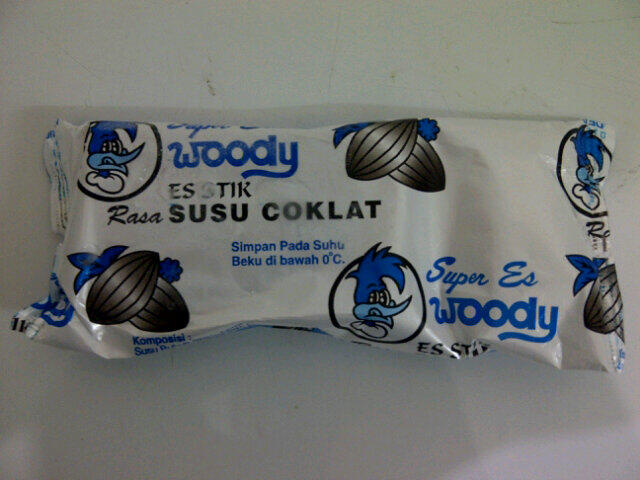 Super Es
woody
ES STIK
Rasa SUSU COKLAT
Simpan Pada Suhu
Beku di bawah 0°C.
Super Es
woody
ES STIK
Komposisi :
Susu